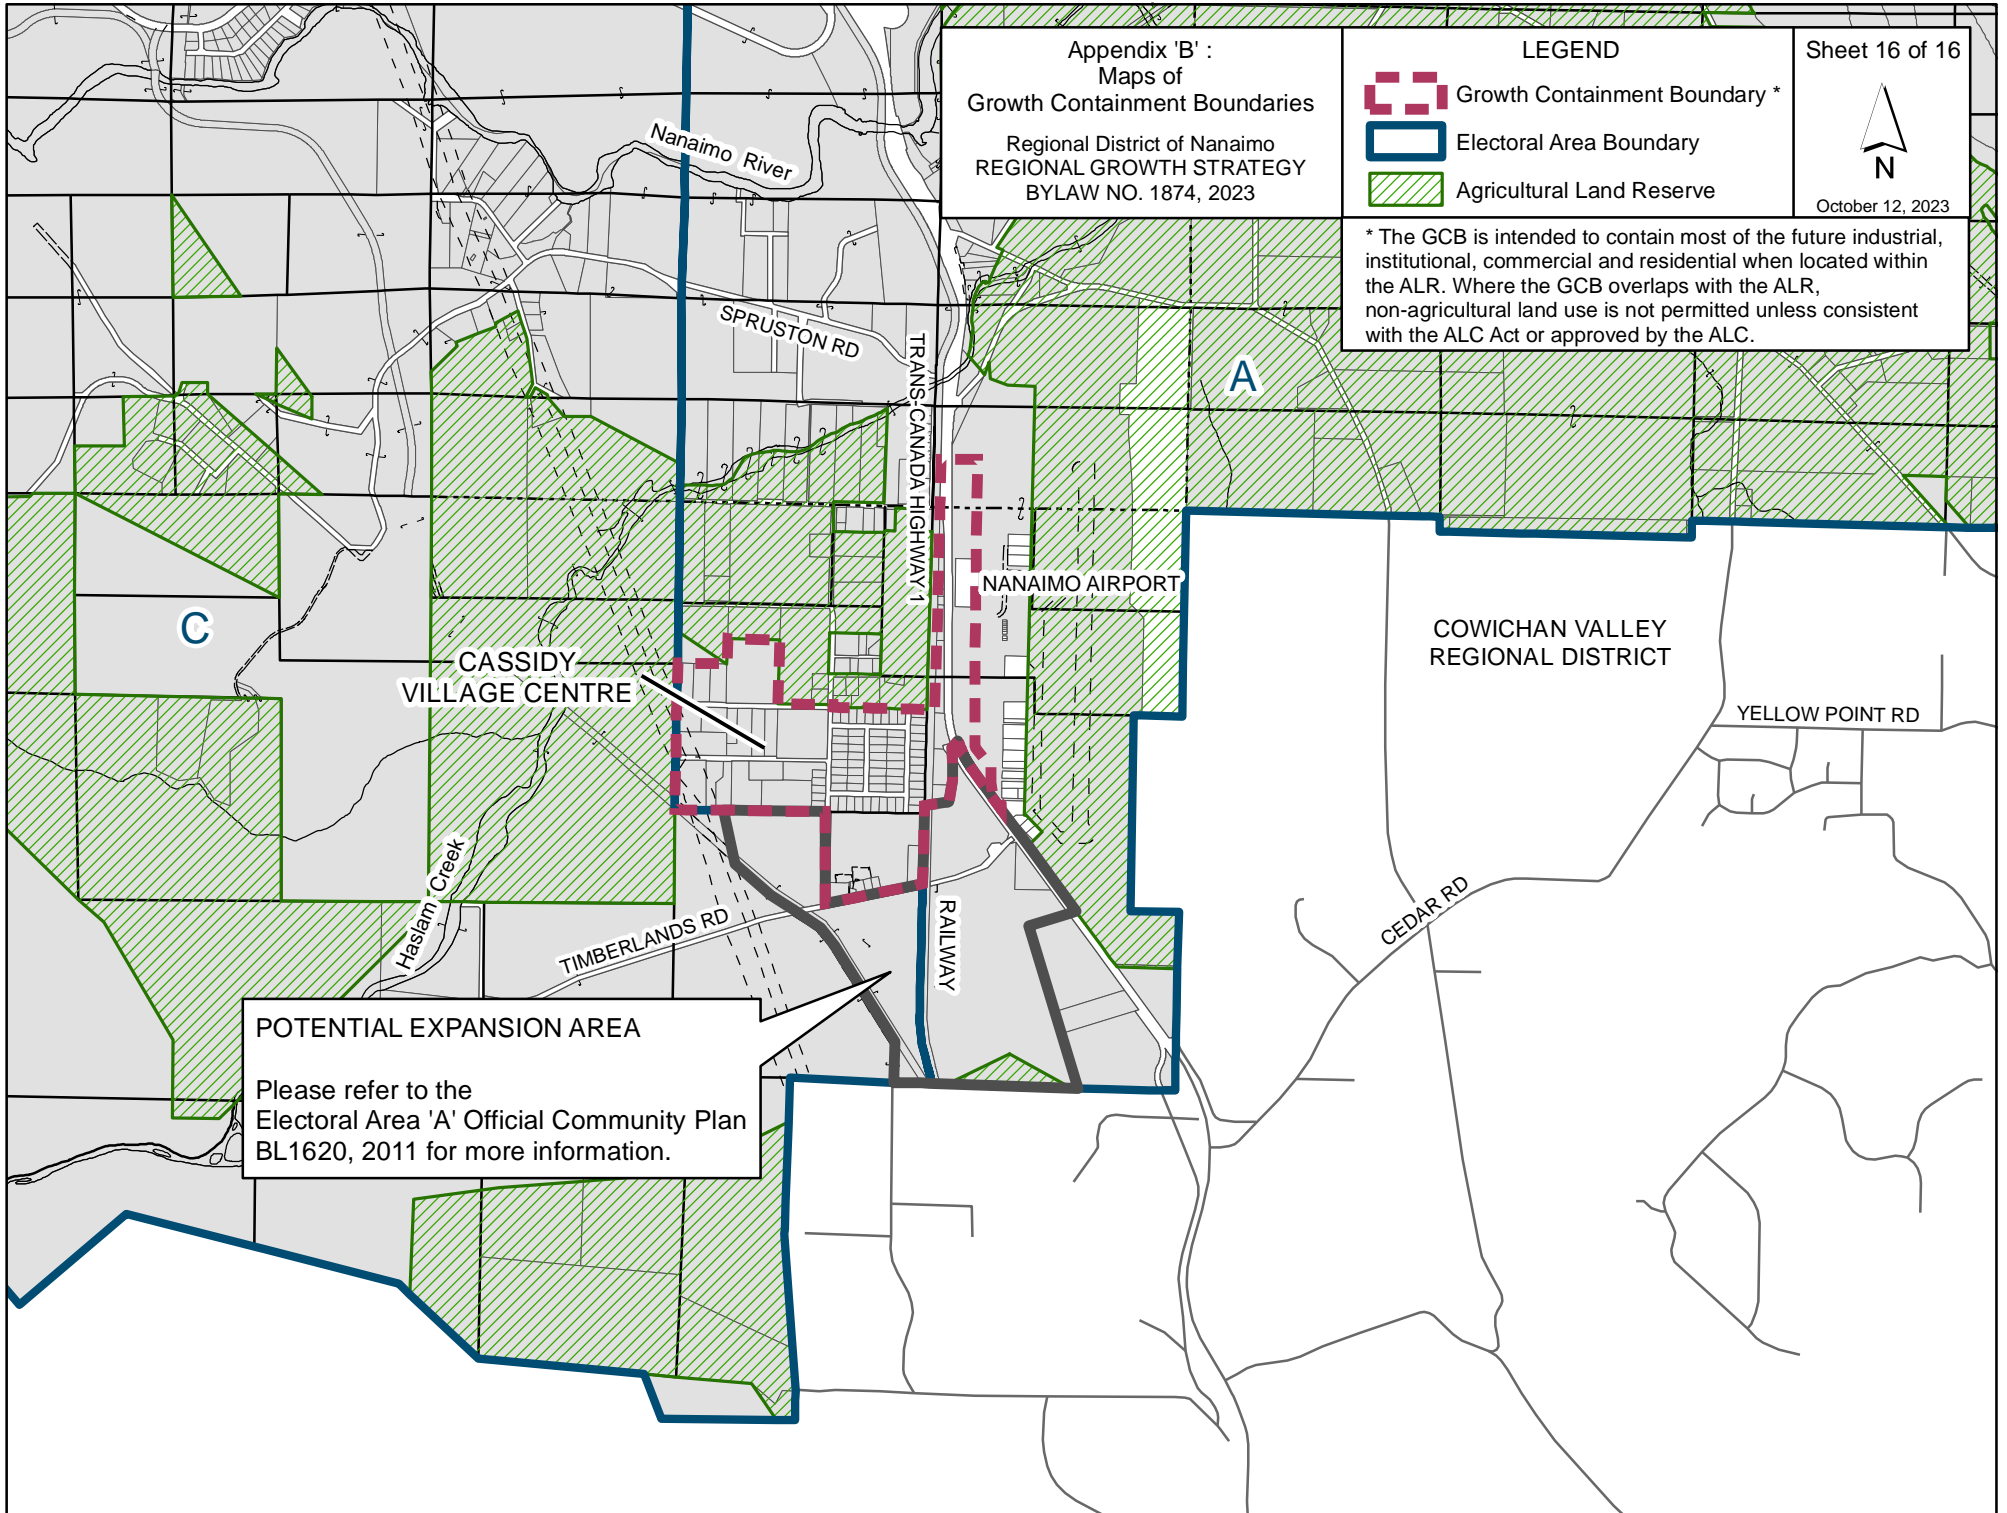 Appendix 'B' :
Maps of
Growth Containment Boundaries
Regional District of Nanaimo
REGIONAL GROWTH STRATEGY
BYLAW NO. 1874, 2023
LEGEND
Growth Containment Boundary *
Electoral Area Boundary
Agricultural Land Reserve
Sheet 16 of 16
N
October 12, 2023
* The GCB is intended to contain most of the future industrial,
institutional, commercial and residential when located within
the ALR. Where the GCB overlaps with the ALR,
non-agricultural land use is not permitted unless consistent
with the ALC Act or approved by the ALC.
Nanaimo River
SPRUSTON RD
TRANS-CANADA HIGHWAY 1
A
NANAIMO AIRPORT
C
CASSIDY
VILLAGE CENTRE
COWICHAN VALLEY
REGIONAL DISTRICT
YELLOW POINT RD
Haslam Creek
TIMBERLANDS RD
RAILWAY
CEDAR RD
POTENTIAL EXPANSION AREA
Please refer to the
Electoral Area 'A' Official Community Plan
BL1620, 2011 for more information.